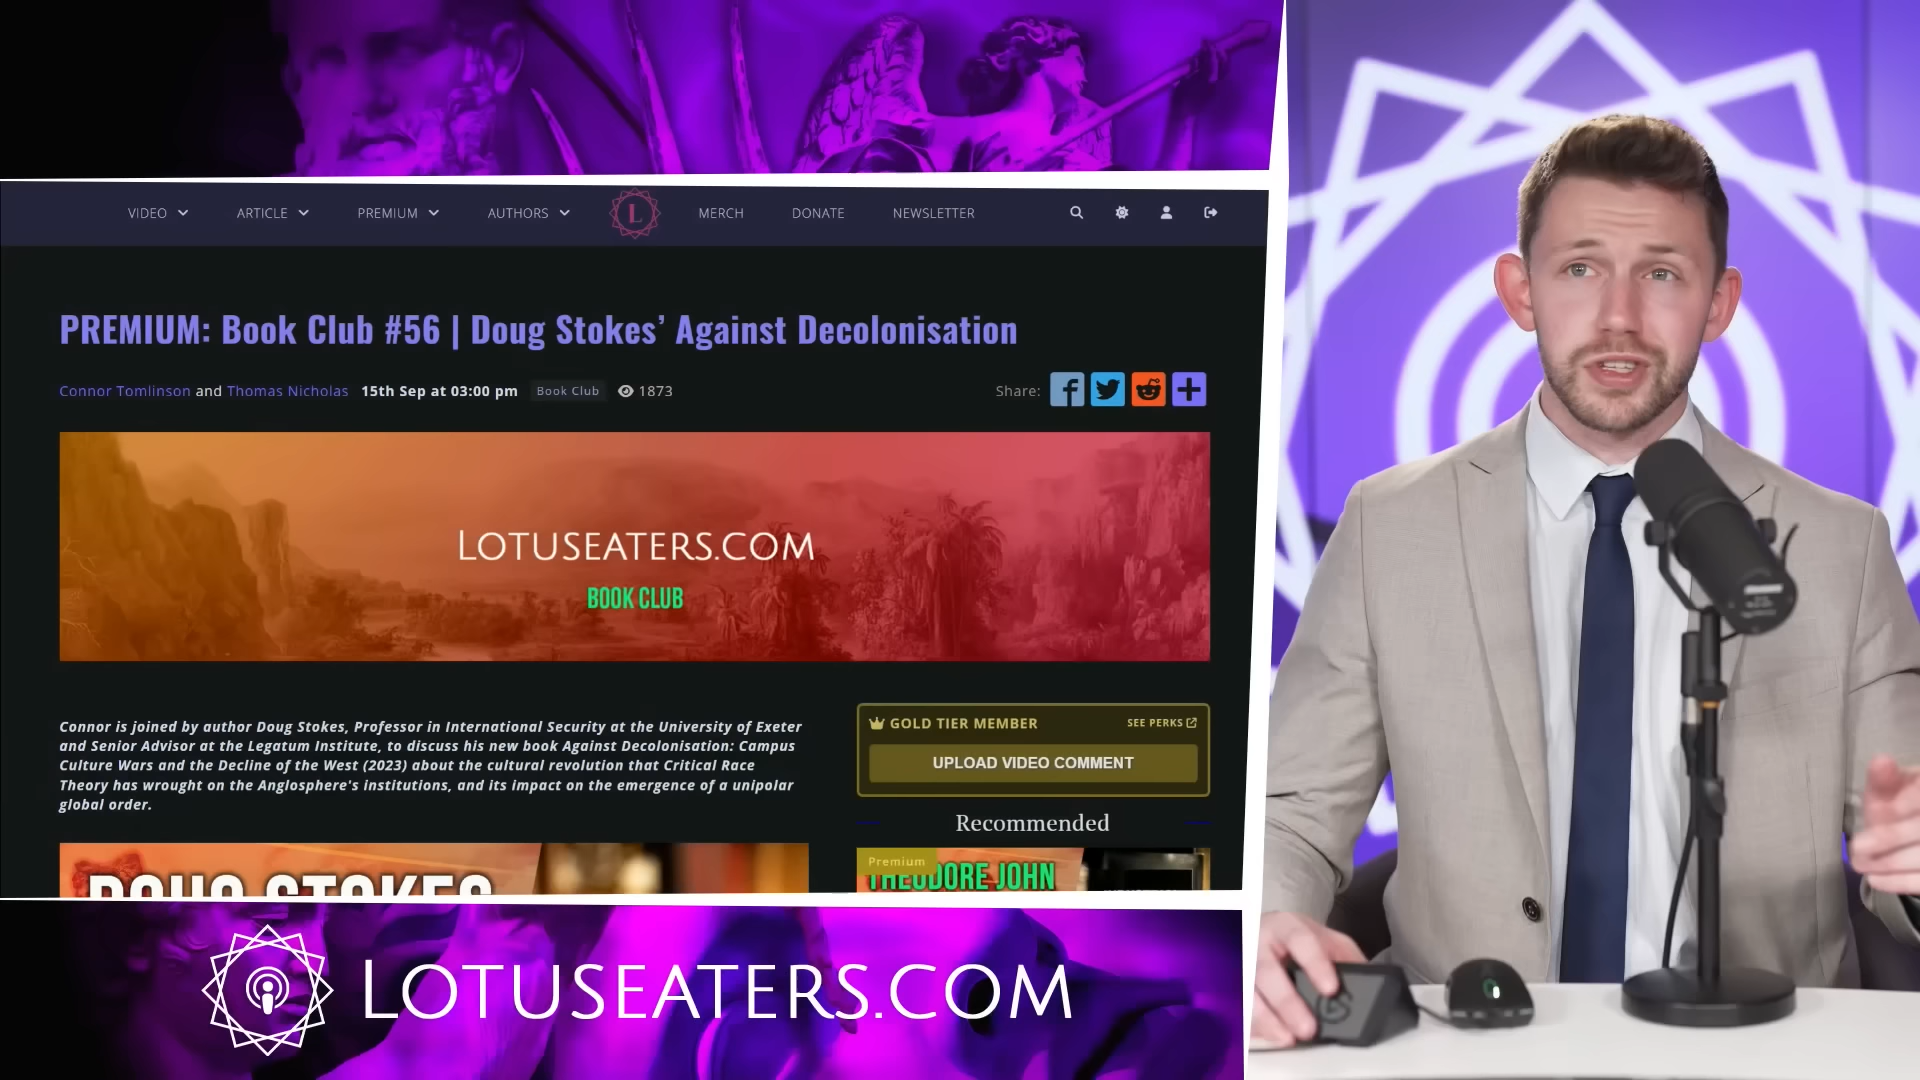 VIDEO ARTICLE PREMIUM AUTHORS L MERCH DONATE NEWSLETTER
PREMIUM: Book Club #56 | Doug Stokes’ Against Decolonisation
Connor Tomlinson and Thomas Nicholas 15th Sep at 03:00 pm Book Club 1873 Share:
LOTUSEATERS.COM
BOOK CLUB
Connor is joined by author Doug Stokes, Professor in International Security at the University of Exeter
and Senior Advisor at the Legatum Institute, to discuss his new book Against Decolonisation: Campus
Culture Wars and the Decline of the West (2023) about the cultural revolution that Critical Race
Theory has wrought on the Anglosphere's institutions, and its impact on the emergence of a unipolar
global order.
GOLD TIER MEMBER SEE PERKS
UPLOAD VIDEO COMMENT
Recommended
DOUG STOKES
Premium
THEODORE JOHN
LOTUSEATERS.COM